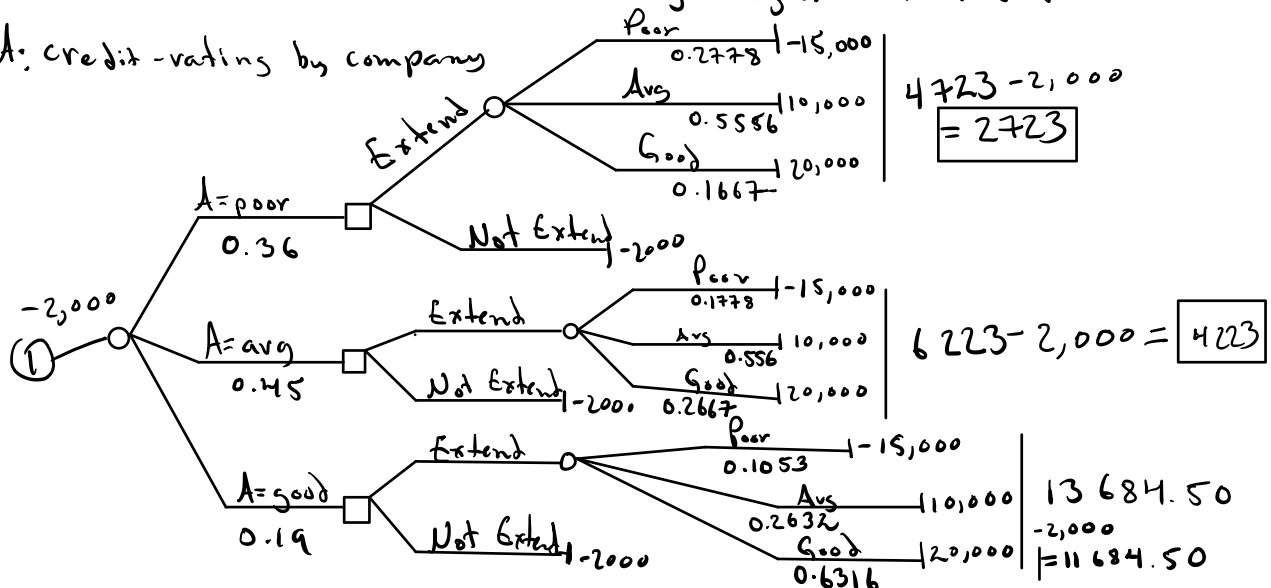 A: credit-rating by company
Poor
0.2778
-15,000
Avg
0.5556
10,000
Good
0.1667
20,000
4723-2,000
= 2723
Extend
A=poor
0.36
Not Extend
-2000
-2,000
1
A=avg
0.45
Extend
Not Extend
-2000
Poor
0.1778
-15,000
Avg
0.556
10,000
Good
0.2667
20,000
6223-2,000 = 4223
A=good
0.19
Extend
Not Extend
-2000
Poor
0.1053
-15,000
Avg
0.2632
10,000
Good
0.6316
20,000
13684.50
-2,000
=11684.50